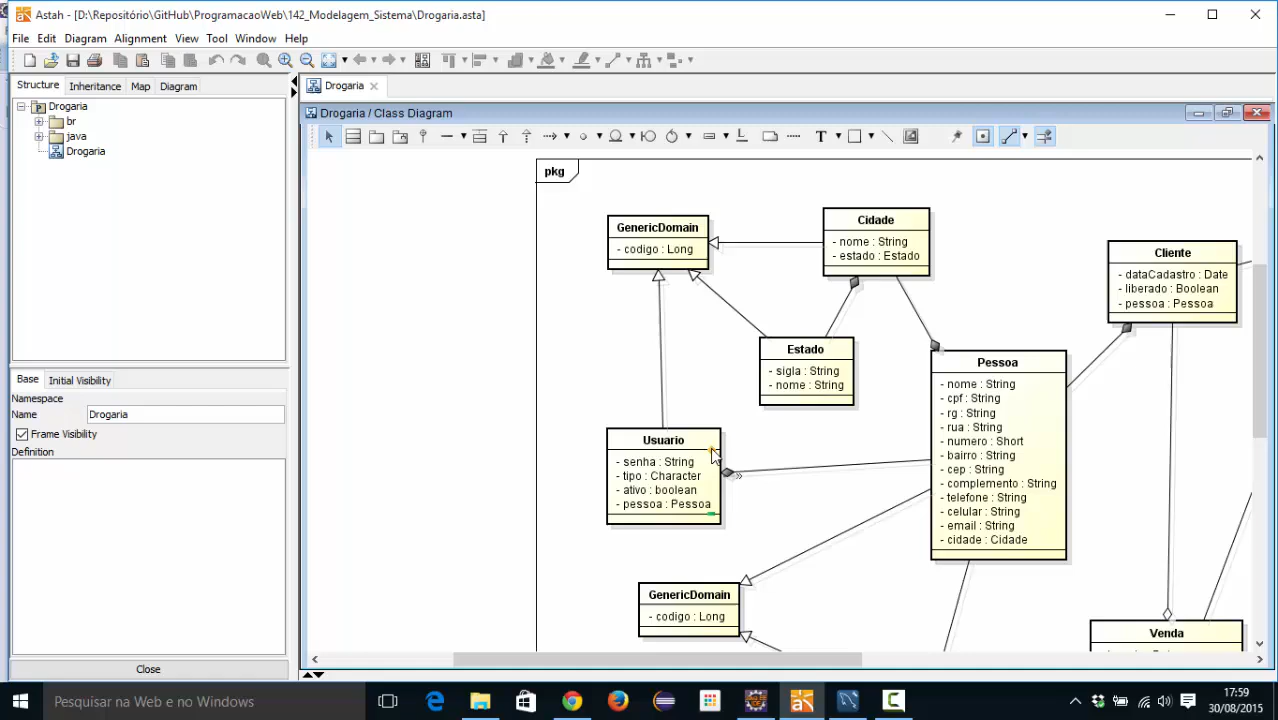 Astah - [D:\Repositório\GitHub\ProgramacaoWeb\142_Modelagem_Sistema\Drogaria.asta]
File Edit Diagram Alignment View Tool Window Help
Structure Inheritance Map Diagram
Drogaria
br
java
Drogaria
Base Initial Visibility
Namespace
Name Drogaria
Frame Visibility
Definition
Close
Drogaria
Drogaria / Class Diagram
T
pkg
GenericDomain
- codigo : Long
Cidade
- nome : String
- estado : Estado
Cliente
- dataCadastro : Date
- liberado : Boolean
- pessoa : Pessoa
Estado
- sigla : String
- nome : String
Pessoa
- nome : String
- cpf : String
- rg : String
- rua : String
- numero : Short
- bairro : String
- cep : String
- complemento : String
- telefone : String
- celular : String
- email : String
- cidade : Cidade
Usuario
- senha : String
- tipo : Character
- ativo : boolean
- pessoa : Pessoa
GenericDomain
- codigo : Long
Venda
Pesquisar na Web e no Windows
17:59
30/08/2015